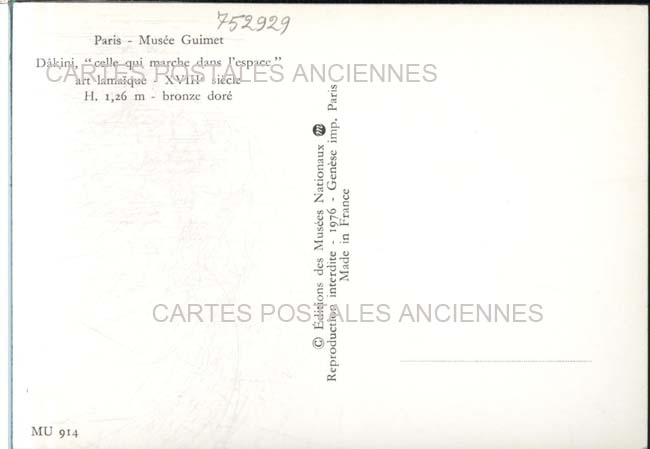 752929
Paris - Musée Guimet
Dâkini, “celle qui marche dans l'espace”
art lamaïque - XVIIIᵉ siècle
H. 1,26 m - bronze doré
CARTES POSTALES ANCIENNES
© Éditions des Musées Nationaux m
Reproduction interdite - 1976 - Genèse imp. Paris
Made in France
CARTES POSTALES ANCIENNES
MU 914